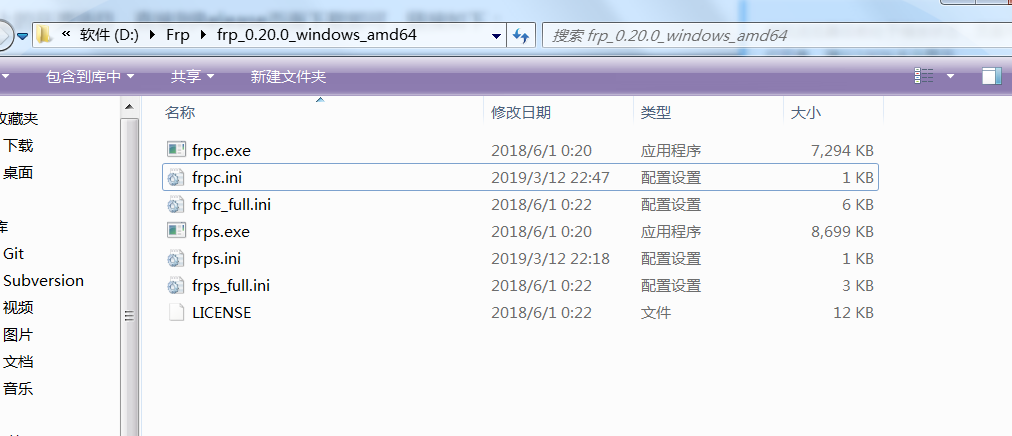 软件 (D:) Frp frp_0.20.0_windows_amd64 搜索 frp_0.20.0_windows_amd64
包含到库中 共享 新建文件夹
收藏夹
下载
桌面
库
Git
Subversion
视频
图片
文档
音乐
名称 修改日期 类型 大小
frpc.exe 2018/6/1 0:20 应用程序 7,294 KB
frpc.ini 2019/3/12 22:47 配置设置 1 KB
frpc_full.ini 2018/6/1 0:22 配置设置 6 KB
frps.exe 2018/6/1 0:20 应用程序 8,699 KB
frps.ini 2019/3/12 22:18 配置设置 1 KB
frps_full.ini 2018/6/1 0:22 配置设置 3 KB
LICENSE 2018/6/1 0:22 文件 12 KB